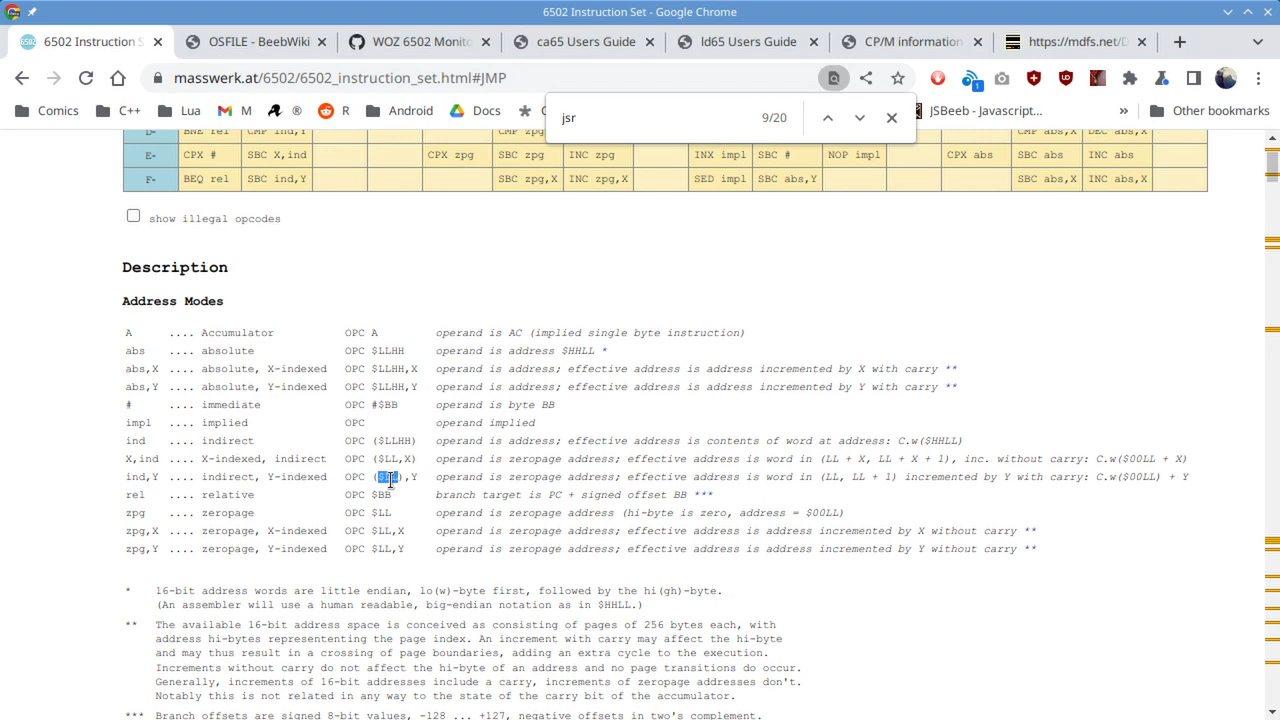 6502 Instruction Set - Google Chrome
6502 Instruction S
OSFILE - BeebWiki
WOZ 6502 Monito
ca65 Users Guide
ld65 Users Guide
CP/M information
https://mdfs.net/D
masswerk.at/6502/6502_instruction_set.html#JMP
1
Comics
C++
Lua
M
®
R
Android
Docs
JSBeeb - Javascript...
»
Other bookmarks
jsr 9/20
D- BNE rel CMP ind,Y CMP zpg CMP abs,X DEC abs,X
E- CPX # SBC X,ind CPX zpg SBC zpg INC zpg INX impl SBC # NOP impl CPX abs SBC abs INC abs
F- BEQ rel SBC ind,Y SBC zpg,X INC zpg,X SED impl SBC abs,Y SBC abs,X INC abs,X
show illegal opcodes
Description
Address Modes
A .... Accumulator OPC A operand is AC (implied single byte instruction)
abs .... absolute OPC $LLHH operand is address $HHLL *
abs,X .... absolute, X-indexed OPC $LLHH,X operand is address; effective address is address incremented by X with carry **
abs,Y .... absolute, Y-indexed OPC $LLHH,Y operand is address; effective address is address incremented by Y with carry **
# .... immediate OPC #$BB operand is byte BB
impl .... implied OPC operand implied
ind .... indirect OPC ($LLHH) operand is address; effective address is contents of word at address: C.w($HHLL)
X,ind .... X-indexed, indirect OPC ($LL,X) operand is zeropage address; effective address is word in (LL + X, LL + X + 1), inc. without carry: C.w($00LL + X)
ind,Y .... indirect, Y-indexed OPC ($LL),Y operand is zeropage address; effective address is word in (LL, LL + 1) incremented by Y with carry: C.w($00LL) + Y
rel .... relative OPC $BB branch target is PC + signed offset BB ***
zpg .... zeropage OPC $LL operand is zeropage address (hi-byte is zero, address = $00LL)
zpg,X .... zeropage, X-indexed OPC $LL,X operand is zeropage address; effective address is address incremented by X without carry **
zpg,Y .... zeropage, Y-indexed OPC $LL,Y operand is zeropage address; effective address is address incremented by Y without carry **
* 16-bit address words are little endian, lo(w)-byte first, followed by the hi(gh)-byte.
(An assembler will use a human readable, big-endian notation as in $HHLL.)
** The available 16-bit address space is conceived as consisting of pages of 256 bytes each, with
address hi-bytes represententing the page index. An increment with carry may affect the hi-byte
and may thus result in a crossing of page boundaries, adding an extra cycle to the execution.
Increments without carry do not affect the hi-byte of an address and no page transitions do occur.
Generally, increments of 16-bit addresses include a carry, increments of zeropage addresses don't.
Notably this is not related in any way to the state of the carry bit of the accumulator.
*** Branch offsets are signed 8-bit values, -128 ... +127, negative offsets in two's complement.